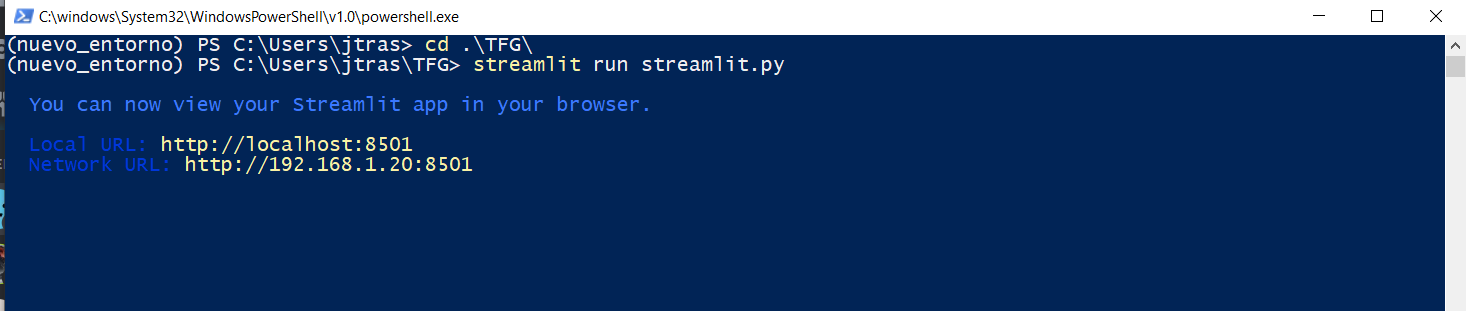 C:\windows\System32\WindowsPowerShell\v1.0\powershell.exe
(nuevo_entorno) PS C:\Users\jtras> cd .\TFG\
(nuevo_entorno) PS C:\Users\jtras\TFG> streamlit run streamlit.py
You can now view your Streamlit app in your browser.
Local URL: http://localhost:8501
Network URL: http://192.168.1.20:8501